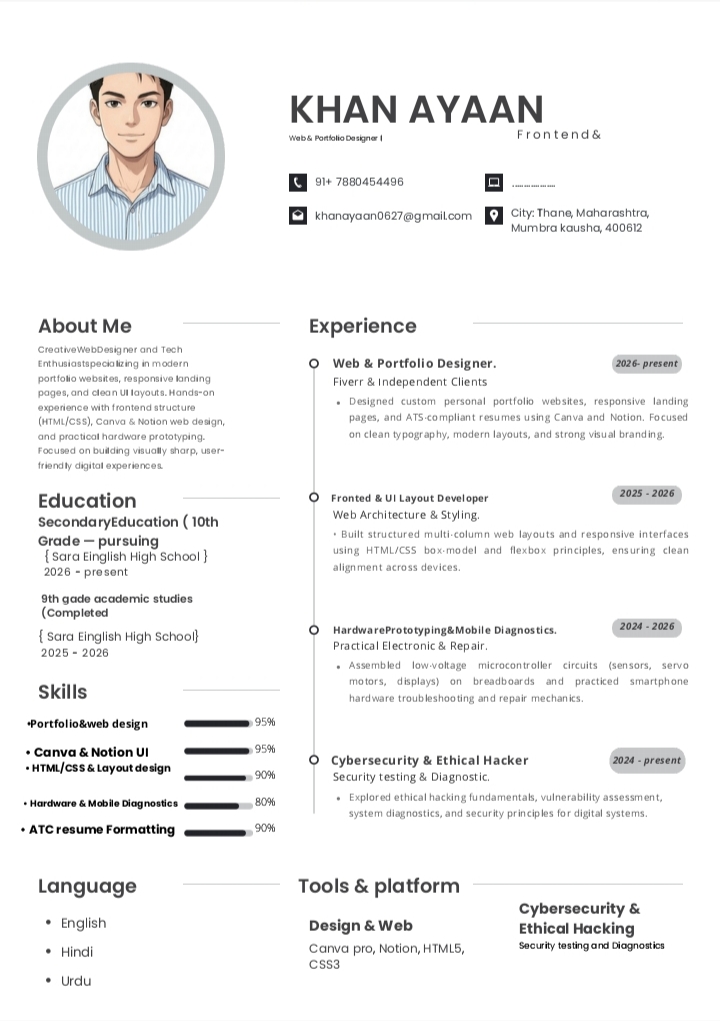 KHAN AYAAN
Web & Portfolio Designer |
Frontend&
91+ 7880454496
khanayaan0627@gmail.com
City: Thane, Maharashtra,
Mumbra kausha, 400612
About Me
CreativeWebDesigner and Tech
Enthusiastspecializing in modern
portfolio websites, responsive landing
pages, and clean UI layouts. Hands-on
experience with frontend structure
(HTML/CSS), Canva & Notion web design,
and practical hardware prototyping.
Focused on building visually sharp, user-
friendly digital experiences.
Education
SecondaryEducation ( 10th
Grade — pursuing
{ Sara Einglish High School }
2026 - present
9th gade academic studies
(Completed
{ Sara Einglish High School}
2025 - 2026
Skills
•Portfolio&web design 95%
• Canva & Notion UI 95%
• HTML/CSS & Layout design 90%
• Hardware & Mobile Diagnostics 80%
• ATC resume Formatting 90%
Language
• English
• Hindi
• Urdu
Experience
Web & Portfolio Designer.
2026- present
Fiverr & Independent Clients
• Designed custom personal portfolio websites, responsive landing
pages, and ATS-compliant resumes using Canva and Notion. Focused
on clean typography, modern layouts, and strong visual branding.
Fronted & UI Layout Developer
2025 - 2026
Web Architecture & Styling.
• Built structured multi-column web layouts and responsive interfaces
using HTML/CSS box-model and flexbox principles, ensuring clean
alignment across devices.
HardwarePrototyping&Mobile Diagnostics.
2024 - 2026
Practical Electronic & Repair.
• Assembled low-voltage microcontroller circuits (sensors, servo
motors, displays) on breadboards and practiced smartphone
hardware troubleshooting and repair mechanics.
Cybersecurity & Ethical Hacker
2024 - present
Security testing & Diagnostic.
• Explored ethical hacking fundamentals, vulnerability assessment,
system diagnostics, and security principles for digital systems.
Tools & platform
Design & Web
Canva pro, Notion, HTML5,
CSS3
Cybersecurity &
Ethical Hacking
Security testing and Diagnostics